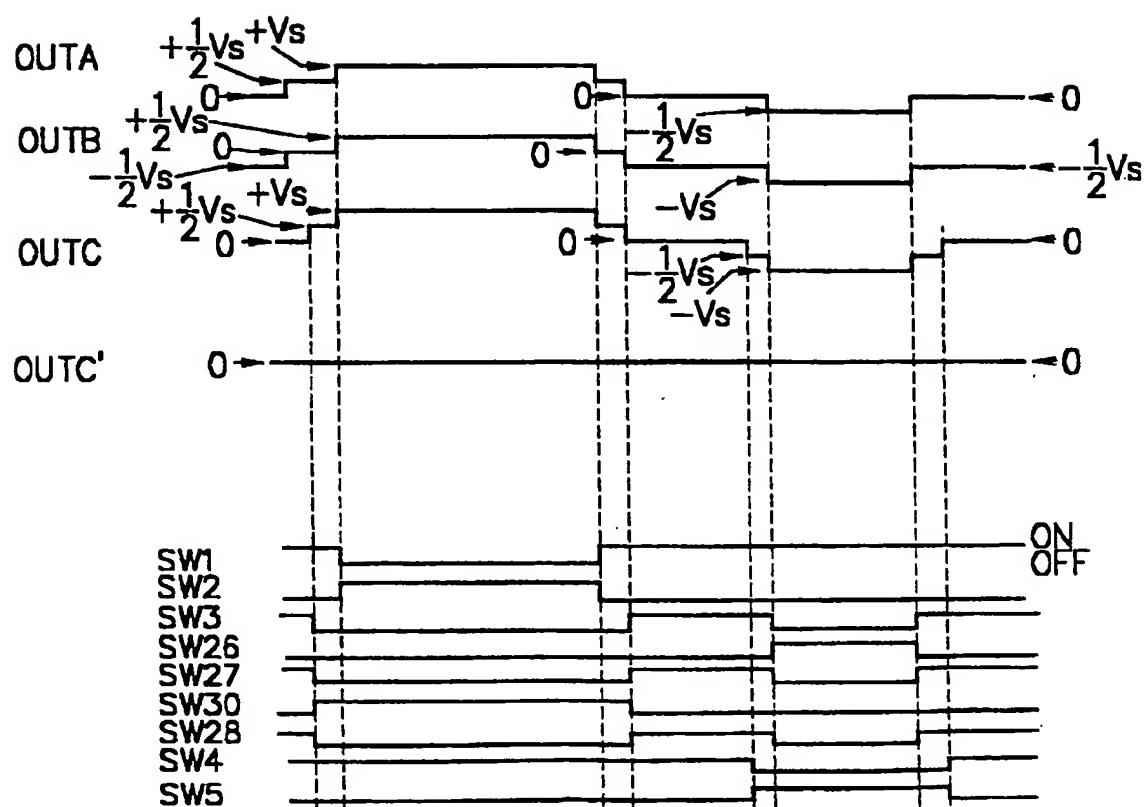 OUTA +1/2Vs +Vs
0 0 -1/2Vs 0
OUTB +1/2Vs
0 0
-1/2Vs -Vs -1/2Vs
+1/2Vs +Vs
OUTC 0 0 -1/2Vs 0
-Vs
OUTC' 0 0
SW1 ON
OFF
SW2
SW3
SW26
SW27
SW30
SW28
SW4
SW5